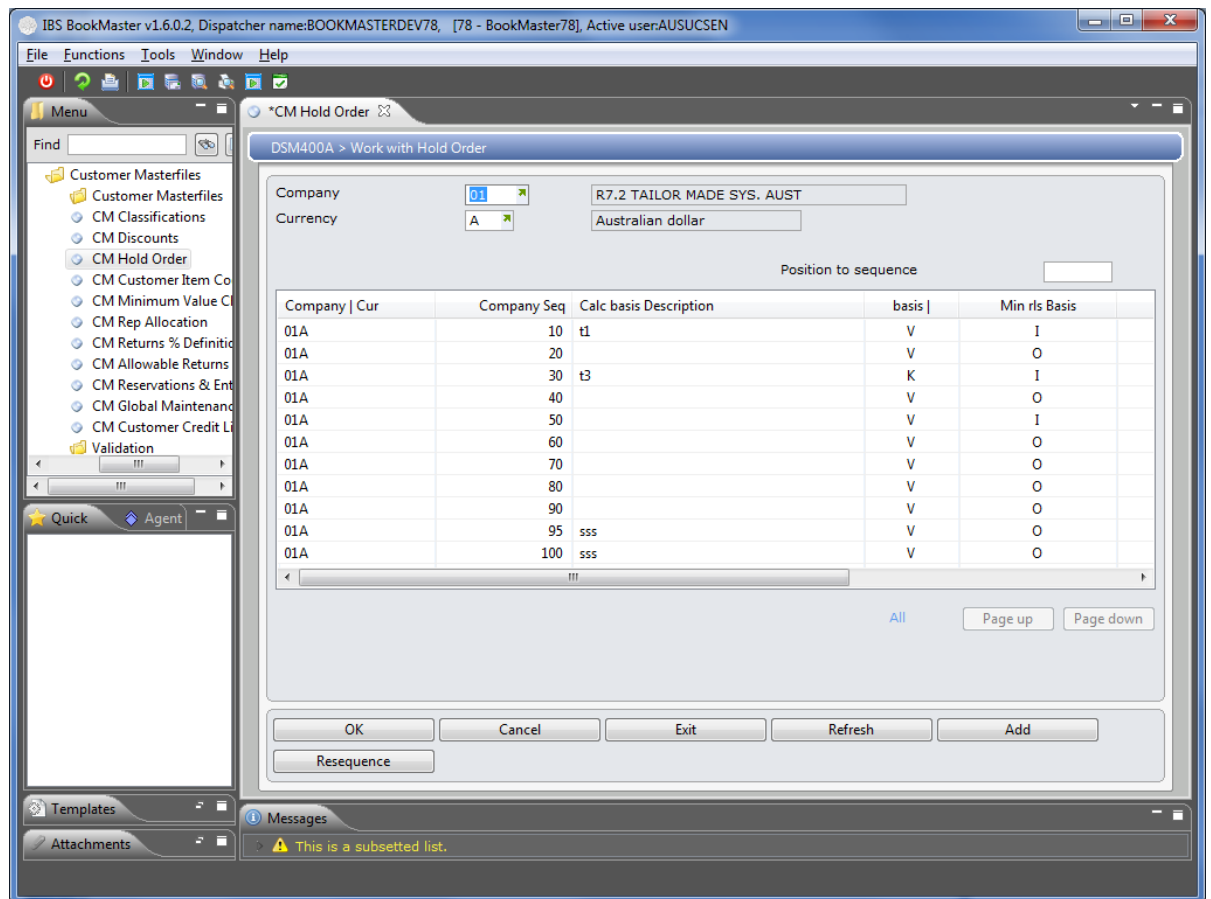 IBS BookMaster v1.6.0.2, Dispatcher name:BOOKMASTERDEV78, [78 - BookMaster78], Active user:AUSUCSEN
File Functions Tools Window Help
Menu
Find
Customer Masterfiles
Customer Masterfiles
CM Classifications
CM Discounts
CM Hold Order
CM Customer Item Co
CM Minimum Value Cl
CM Rep Allocation
CM Returns % Definitic
CM Allowable Returns
CM Reservations & Ent
CM Global Maintenanc
CM Customer Credit Li
Validation
Quick Agent
Templates
Attachments
*CM Hold Order
DSM400A > Work with Hold Order
Company 01 R7.2 TAILOR MADE SYS. AUST
Currency A Australian dollar
Position to sequence
Company | Cur Company Seq Calc basis Description basis | Min rls Basis
01A 10 t1 V I
01A 20 V O
01A 30 t3 K I
01A 40 V O
01A 50 V I
01A 60 V O
01A 70 V O
01A 80 V O
01A 90 V O
01A 95 sss V O
01A 100 sss V O
All Page up Page down
OK Cancel Exit Refresh Add
Resequence
Messages
This is a subsetted list.